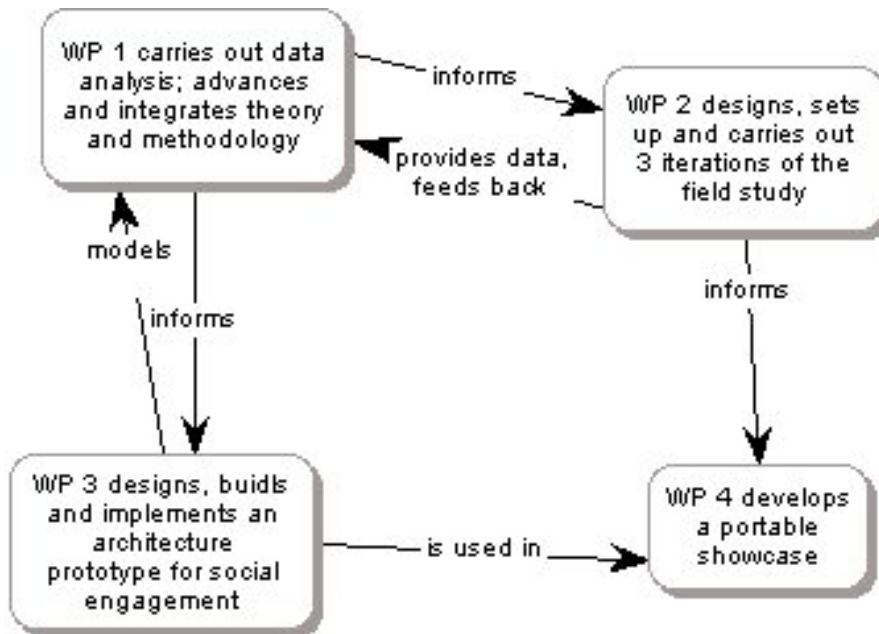 WP 1 carries out data
analysis; advances
and integrates theory
and methodology
informs
WP 2 designs, sets
up and carries out
3 iterations of the
field study
provides data,
feeds back
models
informs
informs
WP 3 designs, buidls
and implements an
architecture
prototype for social
engagement
is used in
WP 4 develops
a portable
showcase